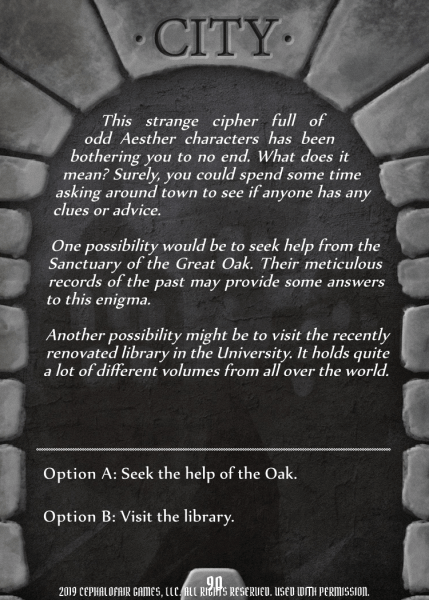 · CITY ·
This strange cipher full of
odd Aesther characters has been
bothering you to no end. What does it
mean? Surely, you could spend some time
asking around town to see if anyone has any
clues or advice.
One possibility would be to seek help from the
Sanctuary of the Great Oak. Their meticulous
records of the past may provide some answers
to this enigma.
Another possibility might be to visit the recently
renovated library in the University. It holds quite
a lot of different volumes from all over the world.
Option A: Seek the help of the Oak.
Option B: Visit the library.
90
2019 CEPHALOFAIR GAMES, LLC. ALL RIGHTS RESERVED. USED WITH PERMISSION.